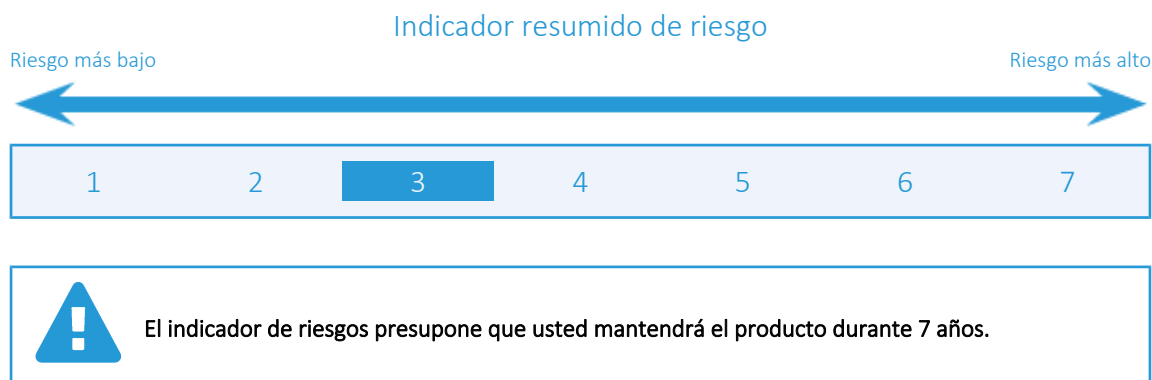 Indicador resumido de riesgo
Riesgo más bajo
Riesgo más alto
1 2 3 4 5 6 7
El indicador de riesgos presupone que usted mantendrá el producto durante 7 años.